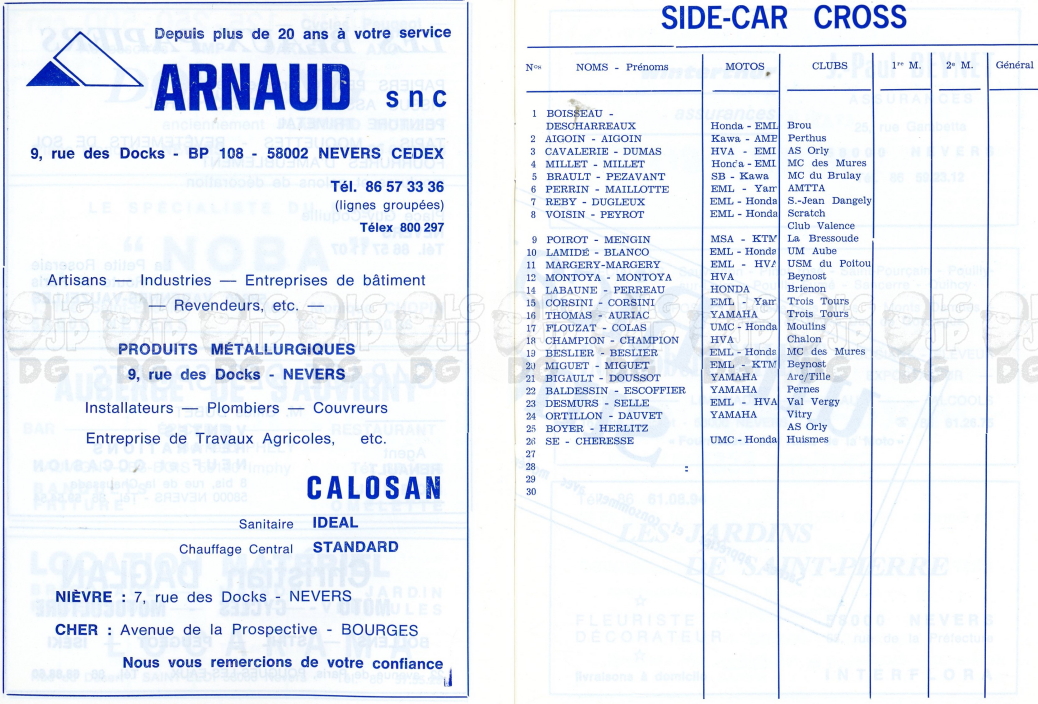 Depuis plus de 20 ans à votre service
ARNAUD snc
9, rue des Docks - BP 108 - 58002 NEVERS CEDEX
Tél. 86 57 33 36
(lignes groupées)
Télex 800 297
Artisans — Industries — Entreprises de bâtiment
— Revendeurs, etc. —
PRODUITS MÉTALLURGIQUES
9, rue des Docks - NEVERS
Installateurs — Plombiers — Couvreurs
Entreprise de Travaux Agricoles, etc.
CALOSAN
Sanitaire IDEAL
Chauffage Central STANDARD
NIÈVRE : 7, rue des Docks - NEVERS
CHER : Avenue de la Prospective - BOURGES
Nous vous remercions de votre confiance
SIDE-CAR CROSS
Nos NOMS - Prénoms MOTOS CLUBS 1re M. 2e M. Général
1 BOISSEAU -
DESCHARREAUX Honda - EML Brou
2 AIGOIN - AIGOIN Kawa - AMP Perthus
3 CAVALERIE - DUMAS HVA - EML AS Orly
4 MILLET - MILLET Honda - EML MC des Mures
5 BRAULT - PEZAVANT SB - Kawa MC du Brulay
6 PERRIN - MAILLOTTE EML - Yam AMTTA
7 REBY - DUGLEUX EML - Honda S.-Jean Dangely
8 VOISIN - PEYROT EML - Honda Scratch
Club Valence
9 POIROT - MENGIN MSA - KTM La Bressoude
10 LAMIDÉ - BLANCO EML - Honda UM Aube
11 MARGERY-MARGERY EML - HVA USM du Poitou
12 MONTOYA - MONTOYA HVA Beynost
14 LABAUNE - PERREAU HONDA Brienon
15 CORSINI - CORSINI EML - Yam Trois Tours
16 THOMAS - AURIAC YAMAHA Trois Tours
17 FLOUZAT - COLAS UMC - Honda Moulins
18 CHAMPION - CHAMPION HVA Chalon
19 BESLIER - BESLIER EML - Honda MC des Mures
20 MIGUET - MIGUET EML - KTM Beynost
21 BIGAULT - DOUSSOT YAMAHA Arc/Tille
22 BALDESSIN - ESCOFFIER YAMAHA Pernes
23 DESMURS - SELLE EML - HVA Val Vergy
24 ORTILLON - DAUVET YAMAHA Vitry
25 BOYER - HERLITZ AS Orly
26 SE - CHERESSE UMC - Honda Huismes
27
28
29
30
LG
JP
DG